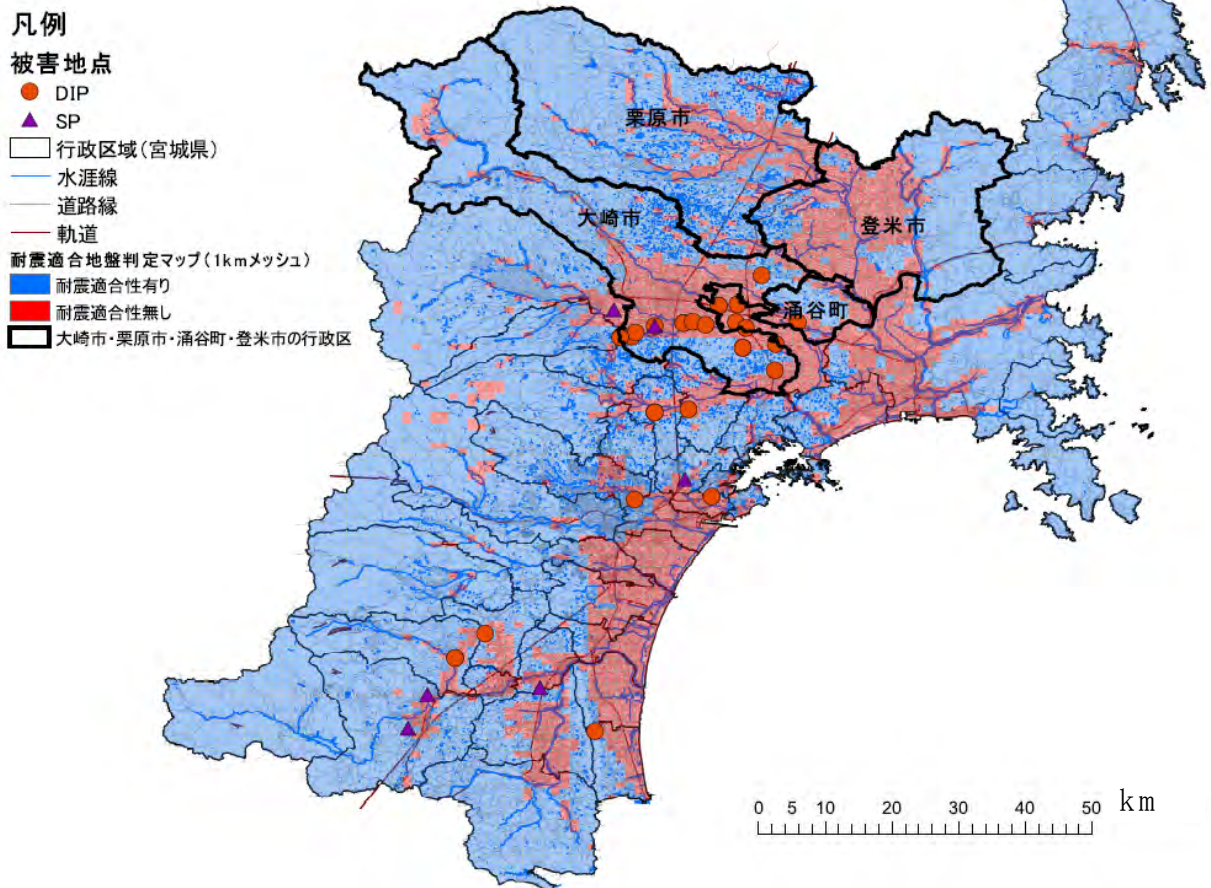 凡例
被害地点
DIP
SP
行政区域(宮城県)
水涯線
道路縁
軌道
耐震適合地盤判定マップ(1kmメッシュ)
耐震適合性有り
耐震適合性無し
大崎市・栗原市・涌谷町・登米市の行政区
栗原市
大崎市
登米市
涌谷町
0 5 10 20 30 40 50 km